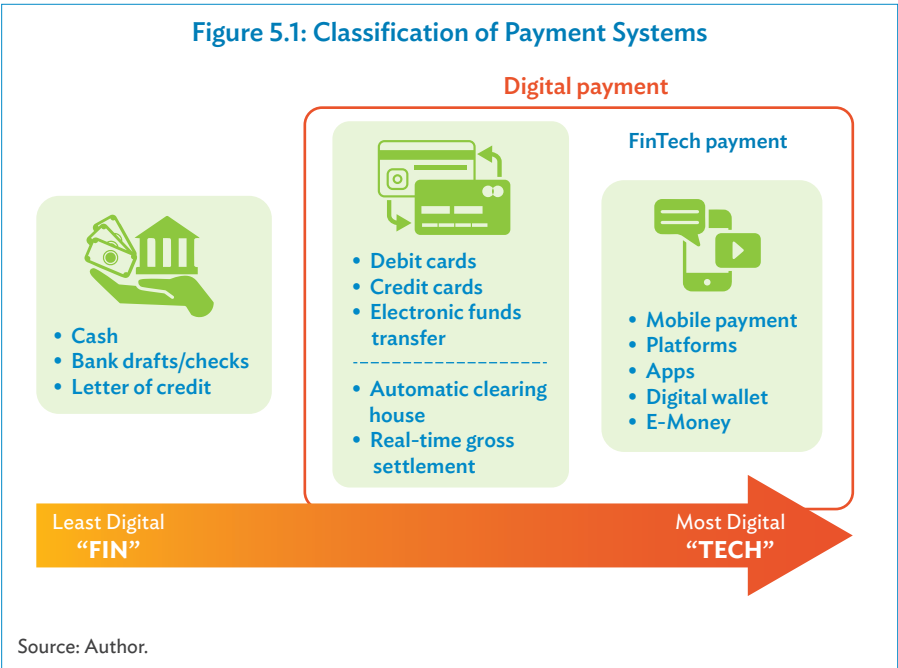 Figure 5.1: Classification of Payment Systems
Digital payment
FinTech payment
• Cash
• Bank drafts/checks
• Letter of credit
• Debit cards
• Credit cards
• Electronic funds
transfer
• Automatic clearing
house
• Real-time gross
settlement
• Mobile payment
• Platforms
• Apps
• Digital wallet
• E-Money
Least Digital
“FIN”
Most Digital
“TECH”
Source: Author.